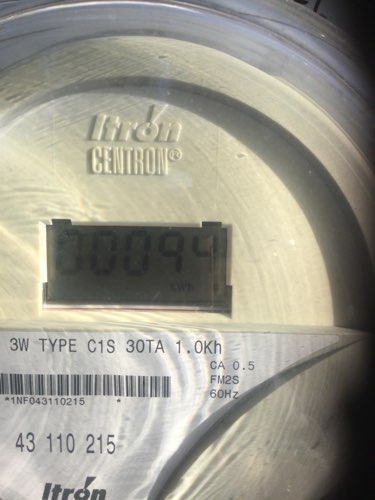 Itron
CENTRON®
00094
kWh
3W TYPE C1S 30TA 1.0Kh
CA 0.5
FM2S
60Hz
*1NF043110215 *
43 110 215
Itron